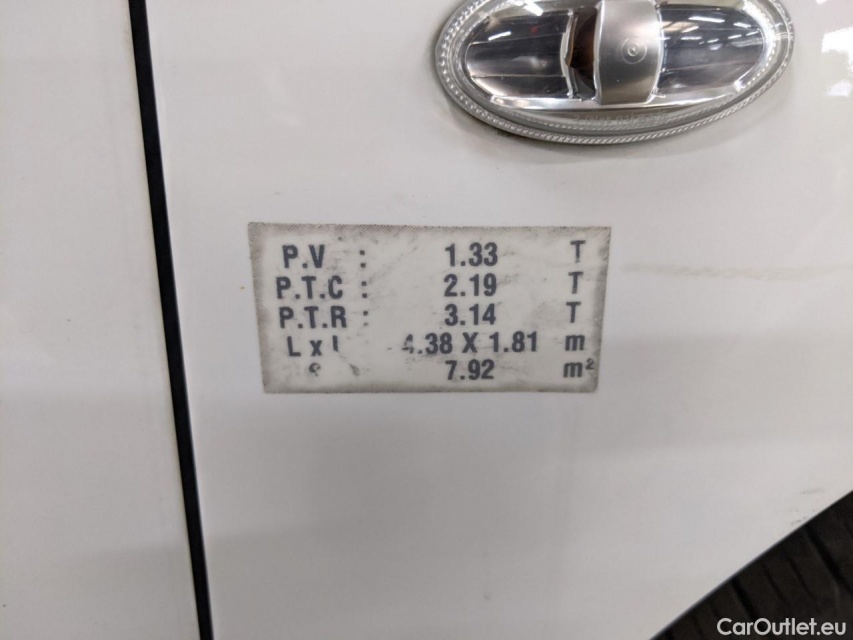 P.V : 1.33 T
P.T.C : 2.19 T
P.T.R : 3.14 T
L x l 4.38 X 1.81 m
7.92 m²
CarOutlet.eu